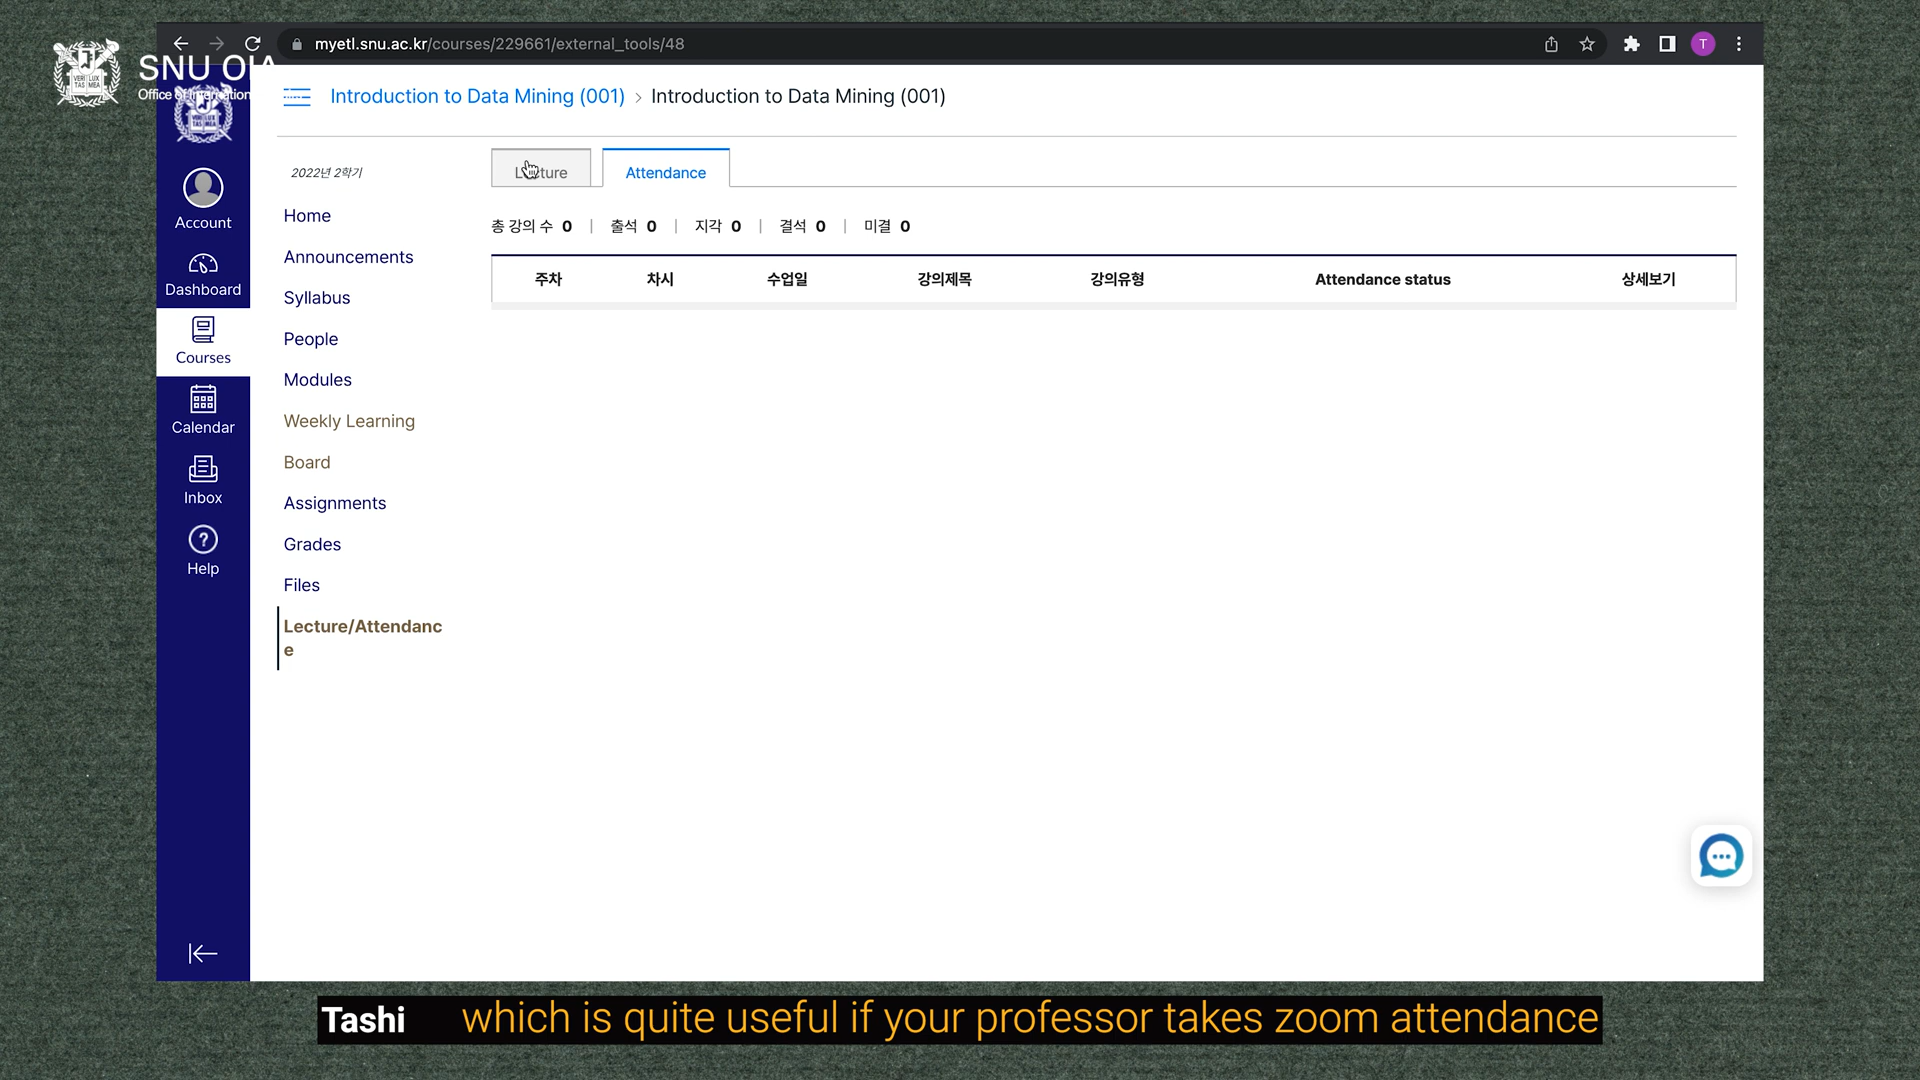 myetl.snu.ac.kr/courses/229661/external_tools/48
T
SNU OIA
Office of Internation
VERI LUX
TAS MEA
Introduction to Data Mining (001) > Introduction to Data Mining (001)
2022년 2학기
Lecture
Attendance
Account
Dashboard
Courses
Calendar
Inbox
Help
Home
Announcements
Syllabus
People
Modules
Weekly Learning
Board
Assignments
Grades
Files
Lecture/Attendanc
e
총 강의 수 0 | 출석 0 | 지각 0 | 결석 0 | 미결 0
주차 차시 수업일 강의제목 강의유형 Attendance status 상세보기
Tashi which is quite useful if your professor takes zoom attendance